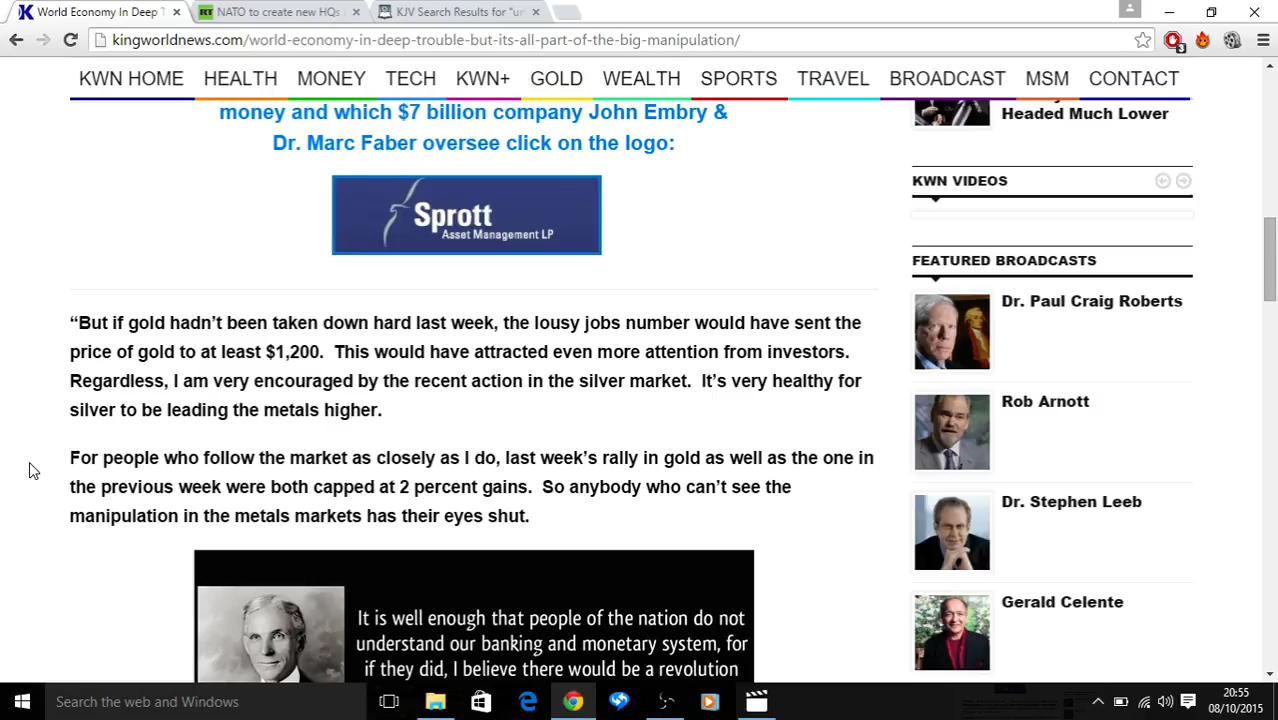 World Economy In Deep T
NATO to create new HQs i
KJV Search Results for "ur
kingworldnews.com/world-economy-in-deep-trouble-but-its-all-part-of-the-big-manipulation/
3
KWN HOME HEALTH MONEY TECH KWN+ GOLD WEALTH SPORTS TRAVEL BROADCAST MSM CONTACT
money and which $7 billion company John Embry &
Dr. Marc Faber oversee click on the logo:
Headed Much Lower
Sprott
Asset Management LP
KWN VIDEOS
FEATURED BROADCASTS
Dr. Paul Craig Roberts
“But if gold hadn’t been taken down hard last week, the lousy jobs number would have sent the
price of gold to at least $1,200.  This would have attracted even more attention from investors.
Regardless, I am very encouraged by the recent action in the silver market.  It’s very healthy for
silver to be leading the metals higher.
Rob Arnott
For people who follow the market as closely as I do, last week’s rally in gold as well as the one in
the previous week were both capped at 2 percent gains.  So anybody who can’t see the
manipulation in the metals markets has their eyes shut.
Dr. Stephen Leeb
Gerald Celente
It is well enough that people of the nation do not
understand our banking and monetary system, for
if they did, I believe there would be a revolution
Search the web and Windows
20:55
08/10/2015